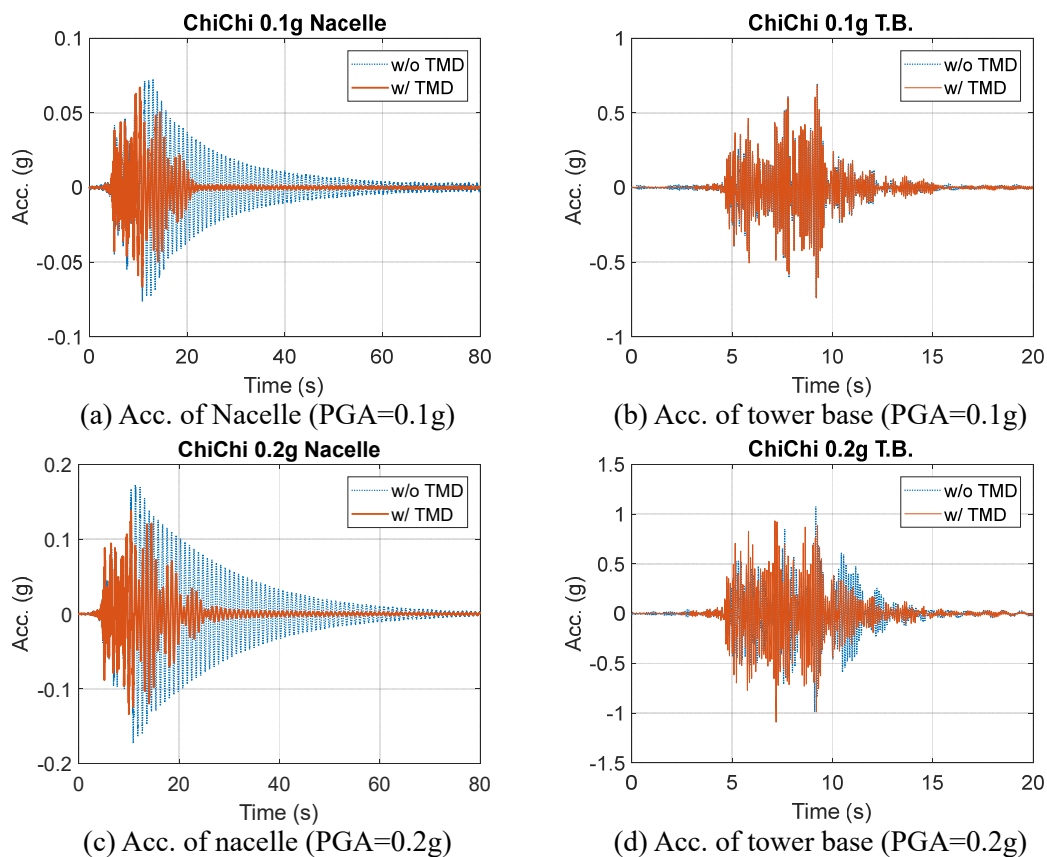 ChiChi 0.1g Nacelle
0.1
0.05
0
-0.05
-0.1
Acc. (g)
w/o TMD
w/ TMD
0 20 40 60 80
Time (s)
(a) Acc. of Nacelle (PGA=0.1g)
ChiChi 0.1g T.B.
1
0.5
0
-0.5
-1
Acc. (g)
w/o TMD
w/ TMD
0 5 10 15 20
Time (s)
(b) Acc. of tower base (PGA=0.1g)
ChiChi 0.2g Nacelle
0.2
0.1
0
-0.1
-0.2
Acc. (g)
w/o TMD
w/ TMD
0 20 40 60 80
Time (s)
(c) Acc. of nacelle (PGA=0.2g)
ChiChi 0.2g T.B.
1.5
1
0.5
0
-0.5
-1
-1.5
Acc. (g)
w/o TMD
w/ TMD
0 5 10 15 20
Time (s)
(d) Acc. of tower base (PGA=0.2g)